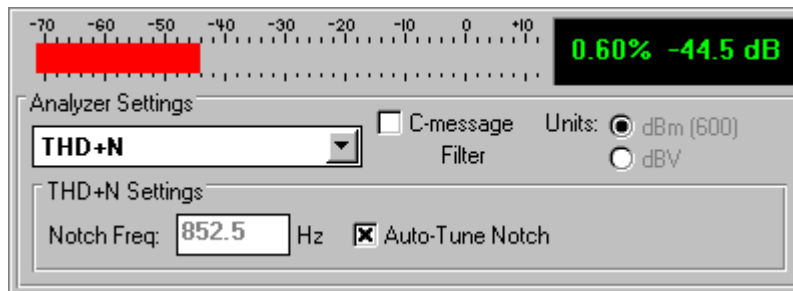 -70 -60 -50 -40 -30 -20 -10 0 +10
0.60% -44.5 dB
Analyzer Settings
THD+N
C-message Filter
Units: dBm (600)
dBV
THD+N Settings
Notch Freq: 852.5 Hz Auto-Tune Notch